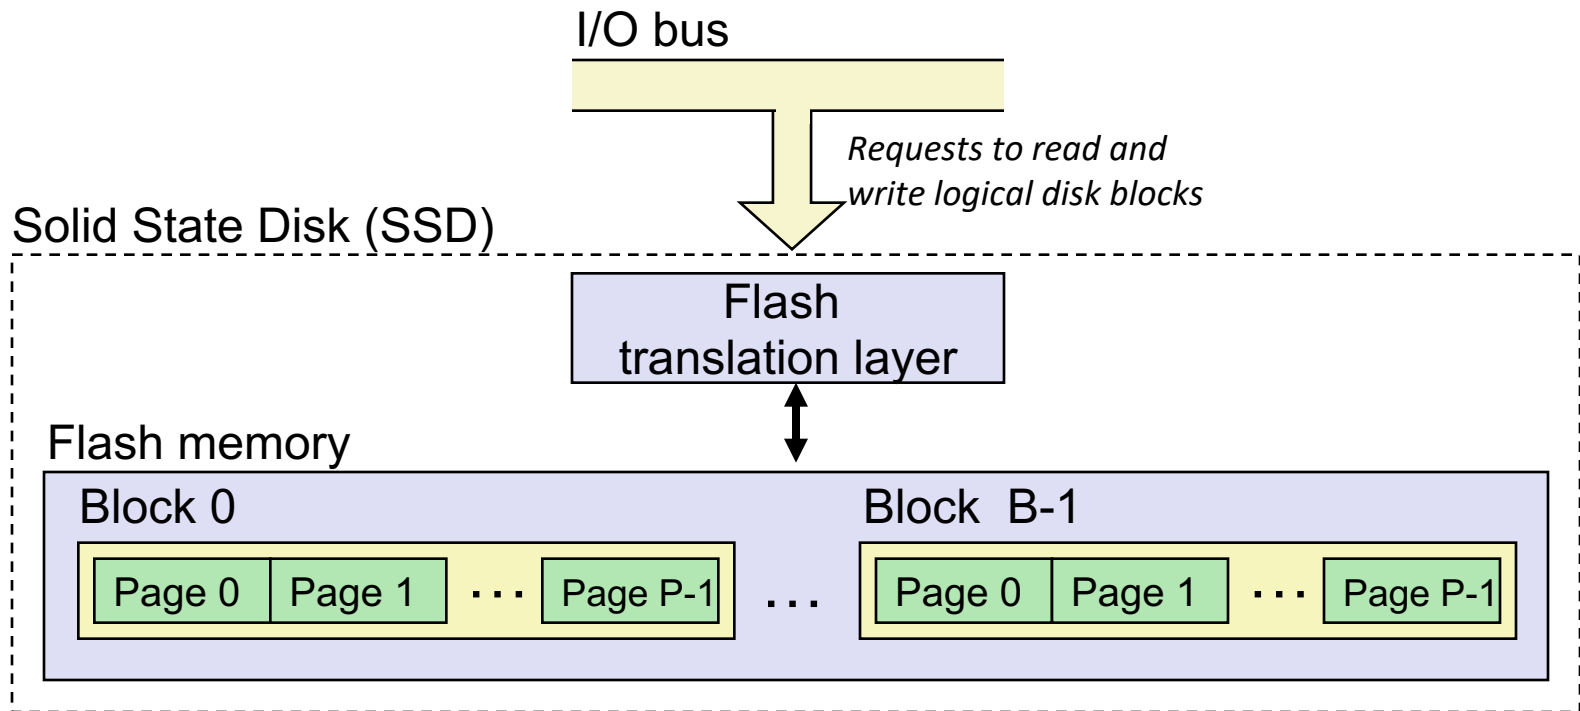 I/O bus
Requests to read and
write logical disk blocks
Solid State Disk (SSD)
Flash
translation layer
Flash memory
Block 0
Block B-1
Page 0
Page 1
...
Page P-1
...
Page 0
Page 1
...
Page P-1